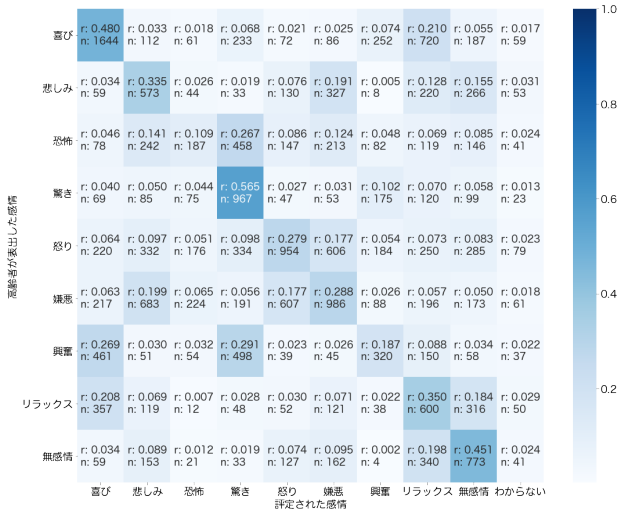 喜び r: 0.480 r: 0.033 r: 0.018 r: 0.068 r: 0.021 r: 0.025 r: 0.074 r: 0.210 r: 0.055 r: 0.017
n: 1644 n: 112 n: 61 n: 233 n: 72 n: 86 n: 252 n: 720 n: 187 n: 59
悲しみ r: 0.034 r: 0.335 r: 0.026 r: 0.019 r: 0.076 r: 0.191 r: 0.005 r: 0.128 r: 0.155 r: 0.031
n: 59 n: 573 n: 44 n: 33 n: 130 n: 327 n: 8 n: 220 n: 266 n: 53
恐怖 r: 0.046 r: 0.141 r: 0.109 r: 0.267 r: 0.086 r: 0.124 r: 0.048 r: 0.069 r: 0.085 r: 0.024
n: 78 n: 242 n: 187 n: 458 n: 147 n: 213 n: 82 n: 119 n: 146 n: 41
驚き r: 0.040 r: 0.050 r: 0.044 r: 0.565 r: 0.027 r: 0.031 r: 0.102 r: 0.070 r: 0.058 r: 0.013
n: 69 n: 85 n: 75 n: 967 n: 47 n: 53 n: 175 n: 120 n: 99 n: 23
怒り r: 0.064 r: 0.097 r: 0.051 r: 0.098 r: 0.279 r: 0.177 r: 0.054 r: 0.073 r: 0.083 r: 0.023
n: 220 n: 332 n: 176 n: 334 n: 954 n: 606 n: 184 n: 250 n: 285 n: 79
嫌悪 r: 0.063 r: 0.199 r: 0.065 r: 0.056 r: 0.177 r: 0.288 r: 0.026 r: 0.057 r: 0.050 r: 0.018
n: 217 n: 683 n: 224 n: 191 n: 607 n: 986 n: 88 n: 196 n: 173 n: 61
興奮 r: 0.269 r: 0.030 r: 0.032 r: 0.291 r: 0.023 r: 0.026 r: 0.187 r: 0.088 r: 0.034 r: 0.022
n: 461 n: 51 n: 54 n: 498 n: 39 n: 45 n: 320 n: 150 n: 58 n: 37
リラックス r: 0.208 r: 0.069 r: 0.007 r: 0.028 r: 0.030 r: 0.071 r: 0.022 r: 0.350 r: 0.184 r: 0.029
n: 357 n: 119 n: 12 n: 48 n: 52 n: 121 n: 38 n: 600 n: 316 n: 50
無感情 r: 0.034 r: 0.089 r: 0.012 r: 0.019 r: 0.074 r: 0.095 r: 0.002 r: 0.198 r: 0.451 r: 0.024
n: 59 n: 153 n: 21 n: 33 n: 127 n: 162 n: 4 n: 340 n: 773 n: 41
喜び 悲しみ 恐怖 驚き 怒り 嫌悪 興奮 リラックス 無感情 わからない
評定された感情
高齢者が表出した感情
1.0
0.8
0.6
0.4
0.2